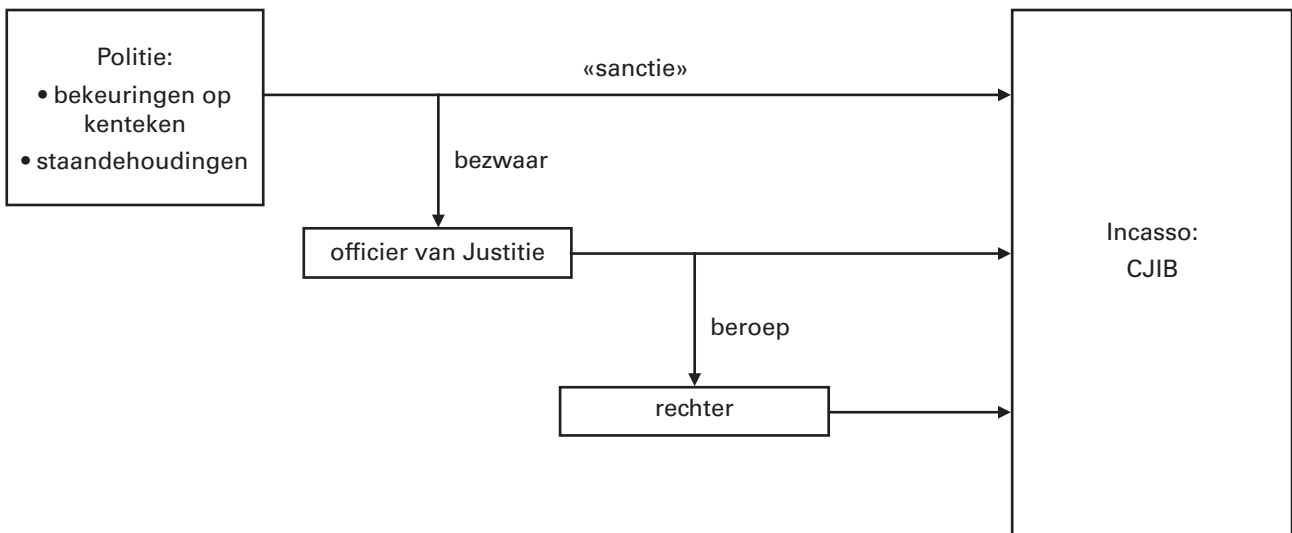 Politie:
• bekeuringen op
kenteken
• staandehoudingen
«sanctie»
bezwaar
officier van Justitie
beroep
rechter
Incasso:
CJIB